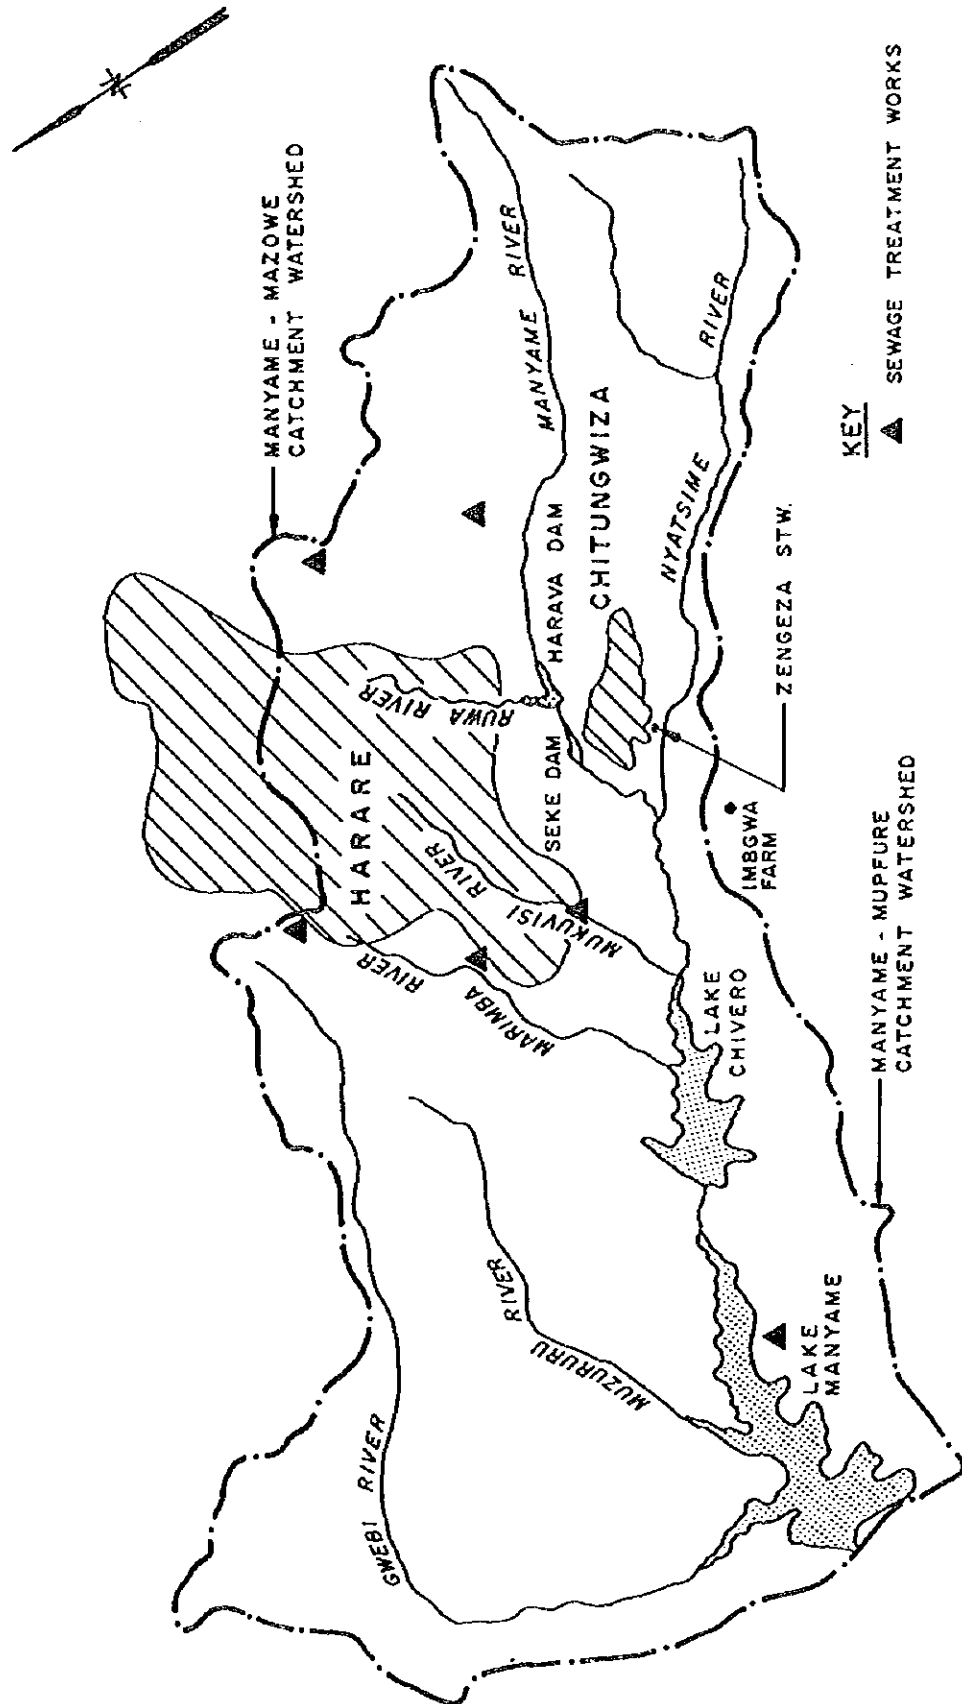 MANYAME - MAZOWE
CATCHMENT WATERSHED
HARARE
RUWA RIVER
MANYAME RIVER
MUKUVISI RIVER
MARIMBA RIVER
SEKE DAM
HARAVA DAM
CHITUNGWIZA
GWEBI RIVER
MUZURURU RIVER
NYATSIME RIVER
LAKE
CHIVERO
IMBGWA
FARM
ZENGEZA STW.
LAKE
MANYAME
MANYAME - MUPFURE
CATCHMENT WATERSHED
KEY
SEWAGE TREATMENT WORKS